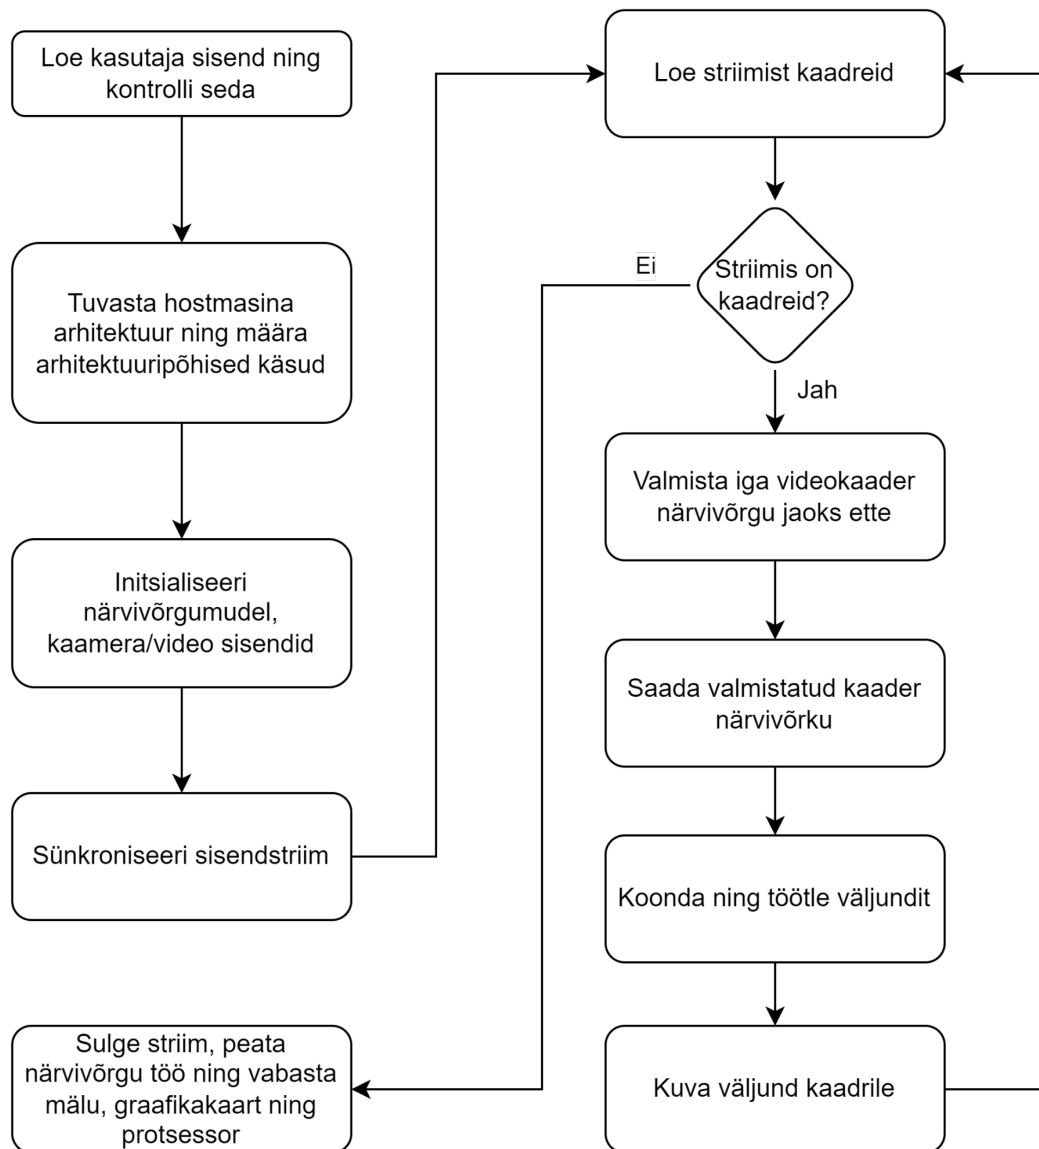 Loe kasutaja sisend ning
kontrolli seda
Tuvasta hostmasina
arhitektuur ning määra
arhitektuuripõhised käsud
Initsialiseeri
närvivõrgumudel,
kaamera/video sisendid
Sünkroniseeri sisendstriim
Loe striimist kaadreid
Striimis on
kaadreid?
Ei
Jah
Valmista iga videokaader
närvivõrgu jaoks ette
Saada valmistatud kaader
närvivõrku
Koonda ning töötle väljundit
Kuva väljund kaadrile
Sulge striim, peata
närvivõrgu töö ning vabasta
mälu, graafikakaart ning
protsessor